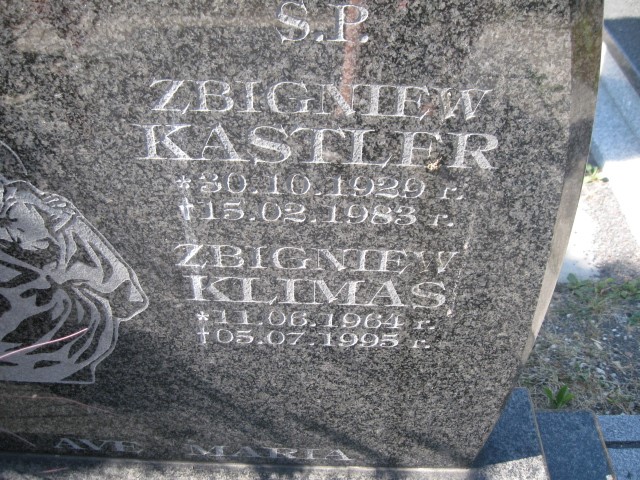 S.P.
ZBIGNIEW
KASTLER
*30.10.1929 r.
†15.02.1983 r.
ZBIGNIEW
KLIMAS
*11.06.1964 r.
†05.07.1995 r.
AVE MARIA